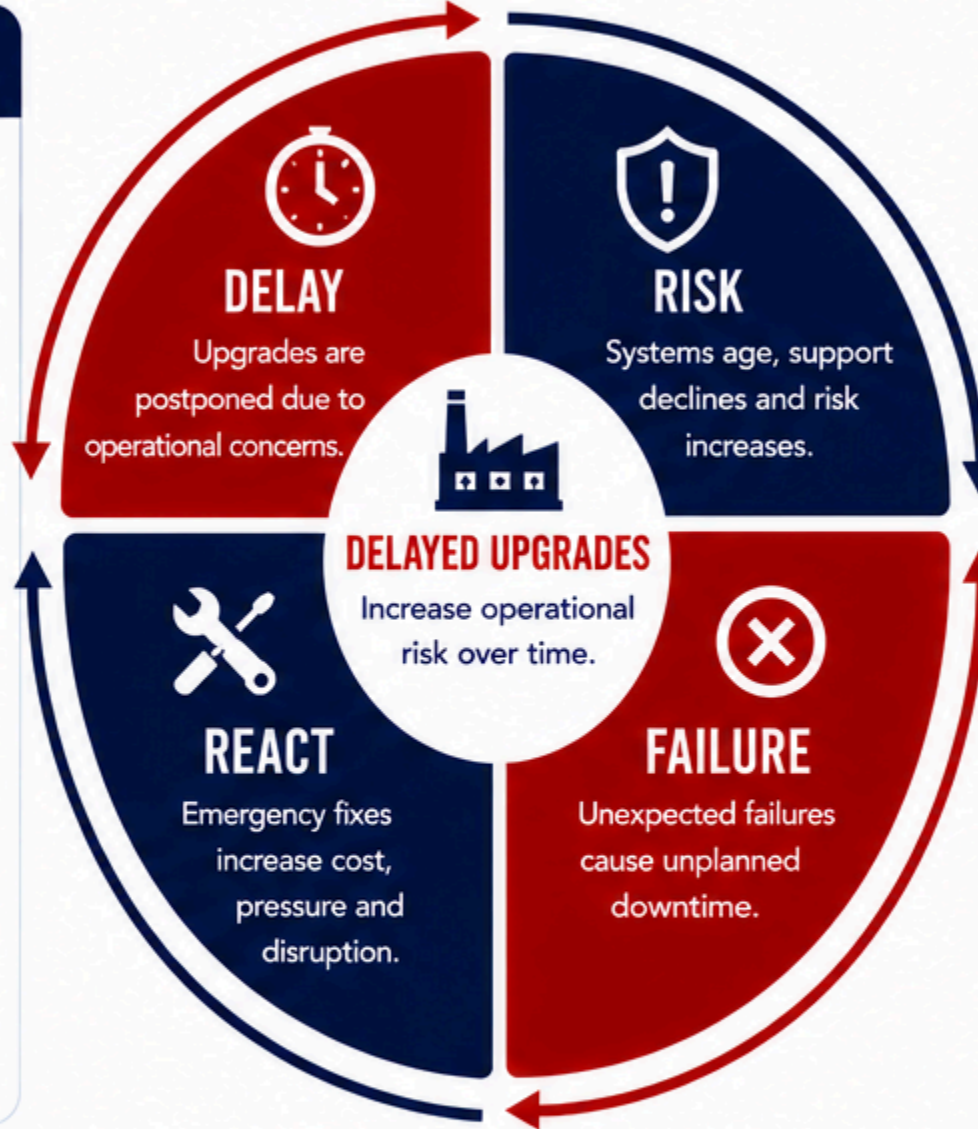 DELAY
Upgrades are
postponed due to
operational concerns.
RISK
Systems age, support
declines and risk
increases.
DELAYED UPGRADES
Increase operational
risk over time.
REACT
Emergency fixes
increase cost,
pressure and
disruption.
FAILURE
Unexpected failures
cause unplanned
downtime.